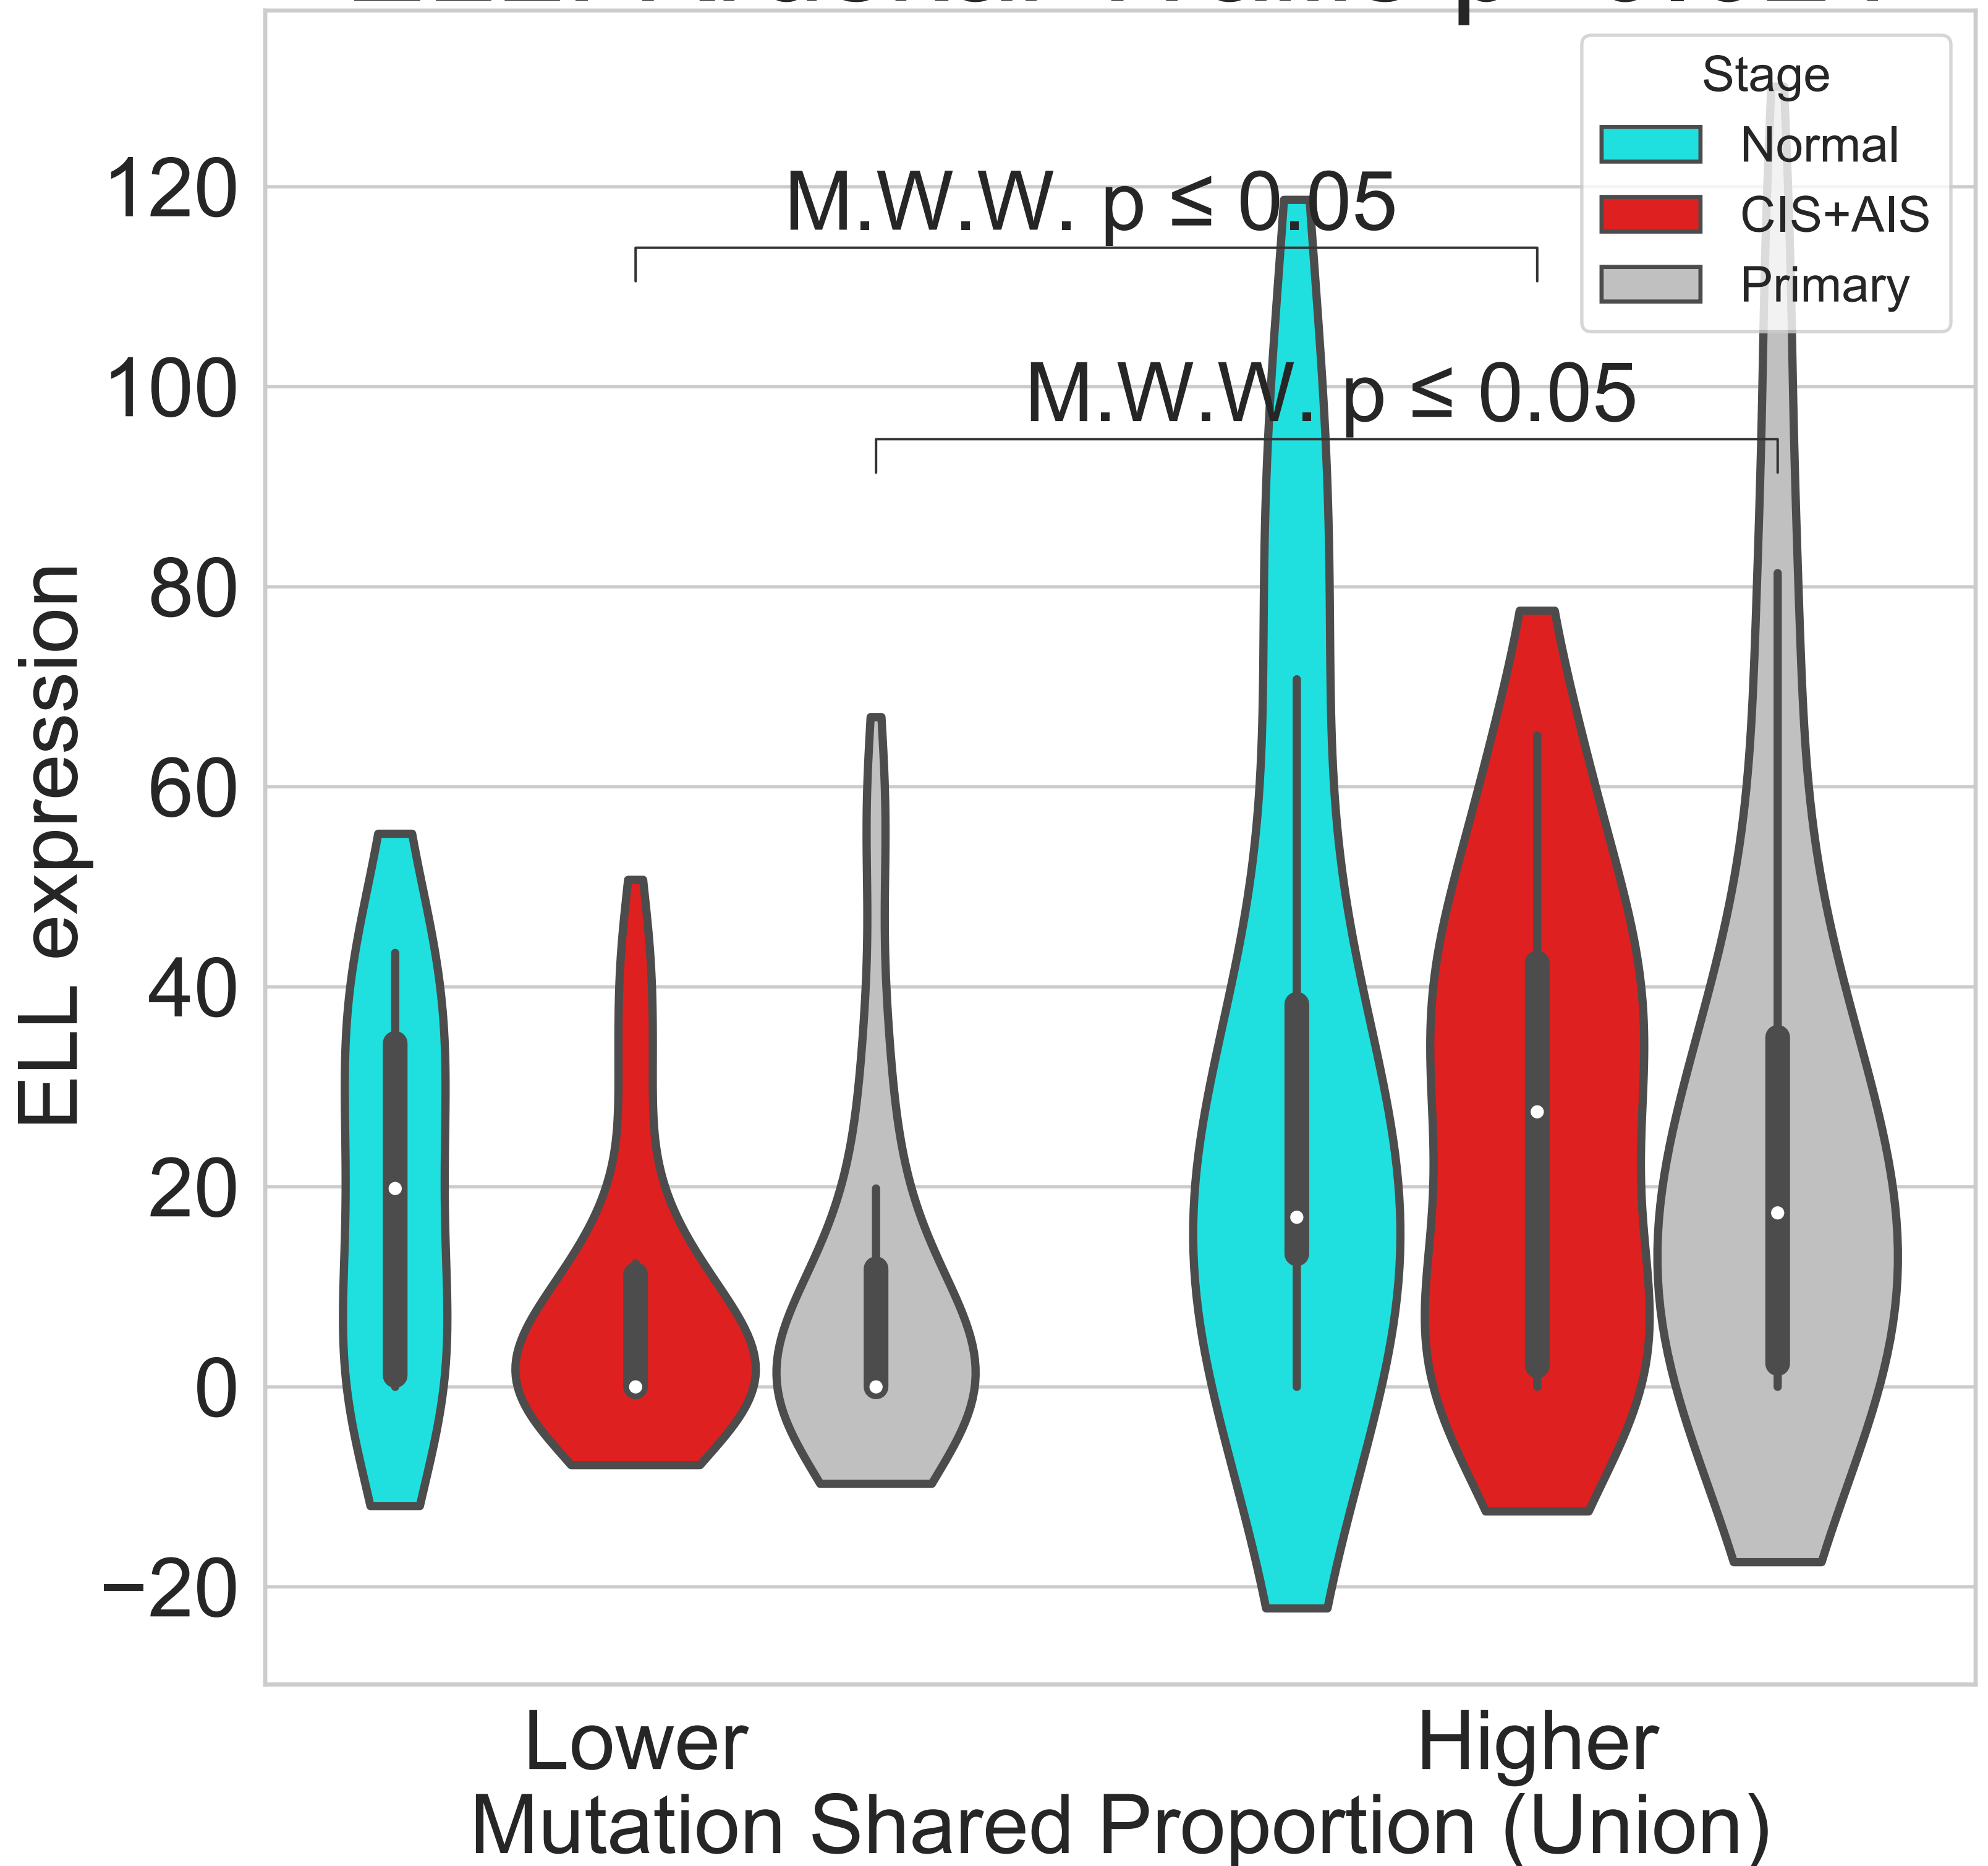 Stage
Normal
CIS+AIS
Primary
M.W.W. p ≤ 0.05
M.W.W. p ≤ 0.05
120
100
80
60
40
20
0
−20
ELL expression
Lower
Higher
Mutation Shared Proportion (Union)